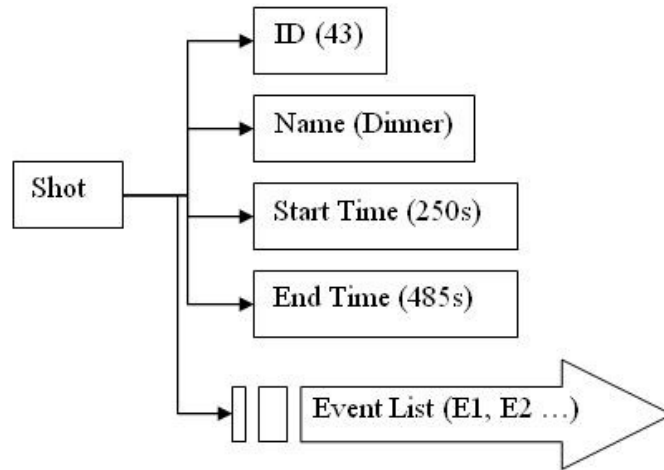 ID (43)
Name (Dinner)
Shot
Start Time (250s)
End Time (485s)
Event List (E1, E2 …)